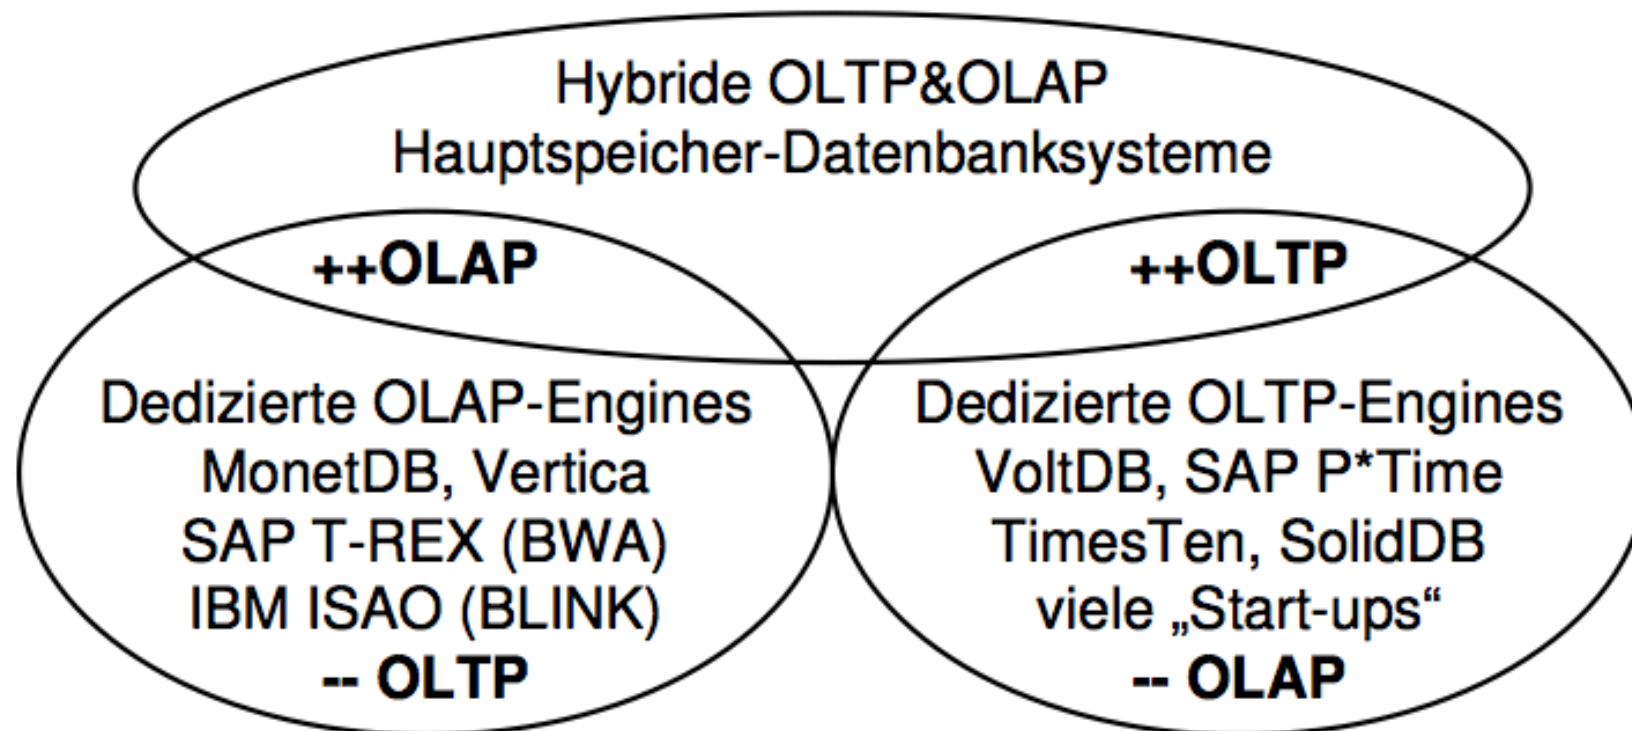 Hybride OLTP&OLAP
Hauptspeicher-Datenbanksysteme
++OLAP
++OLTP
Dedizierte OLAP-Engines
MonetDB, Vertica
SAP T-REX (BWA)
IBM ISAO (BLINK)
-- OLTP
Dedizierte OLTP-Engines
VoltDB, SAP P*Time
TimesTen, SolidDB
viele „Start-ups“
-- OLAP